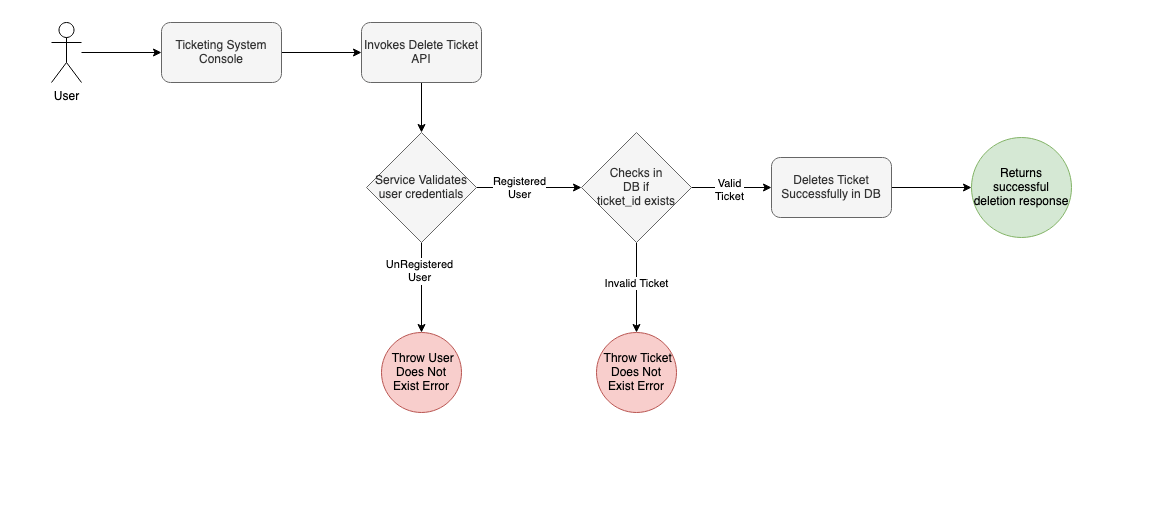 Ticketing System
Console
Invokes Delete Ticket
API
User
Service Validates
user credentials
Registered
User
Checks in
DB if
ticket_id exists
Valid
Ticket
Deletes Ticket
Successfully in DB
Returns
successful
deletion response
UnRegistered
User
Invalid Ticket
Throw User
Does Not
Exist Error
Throw Ticket
Does Not
Exist Error